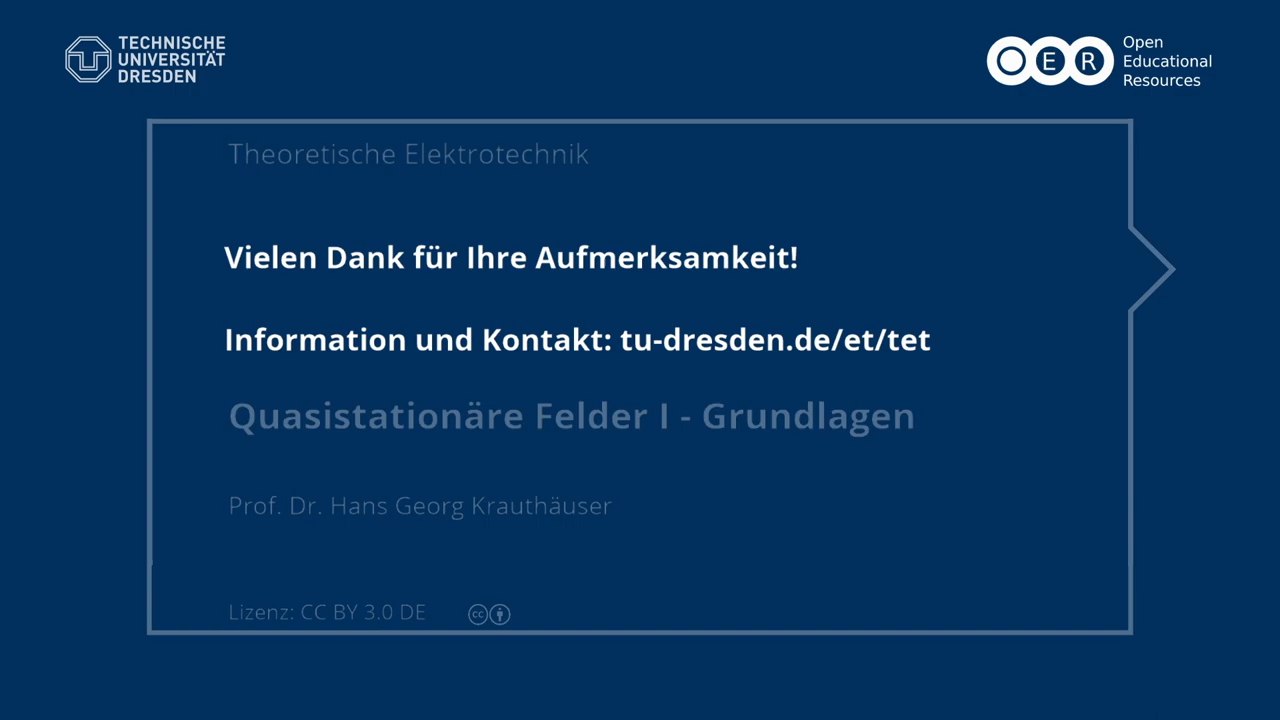 TECHNISCHE
UNIVERSITÄT
DRESDEN
OER
Open
Educational
Resources
Theoretische Elektrotechnik
Vielen Dank für Ihre Aufmerksamkeit!
Information und Kontakt: tu-dresden.de/et/tet
Quasistationäre Felder I - Grundlagen
Prof. Dr. Hans Georg Krauthäuser
Lizenz: CC BY 3.0 DE cc